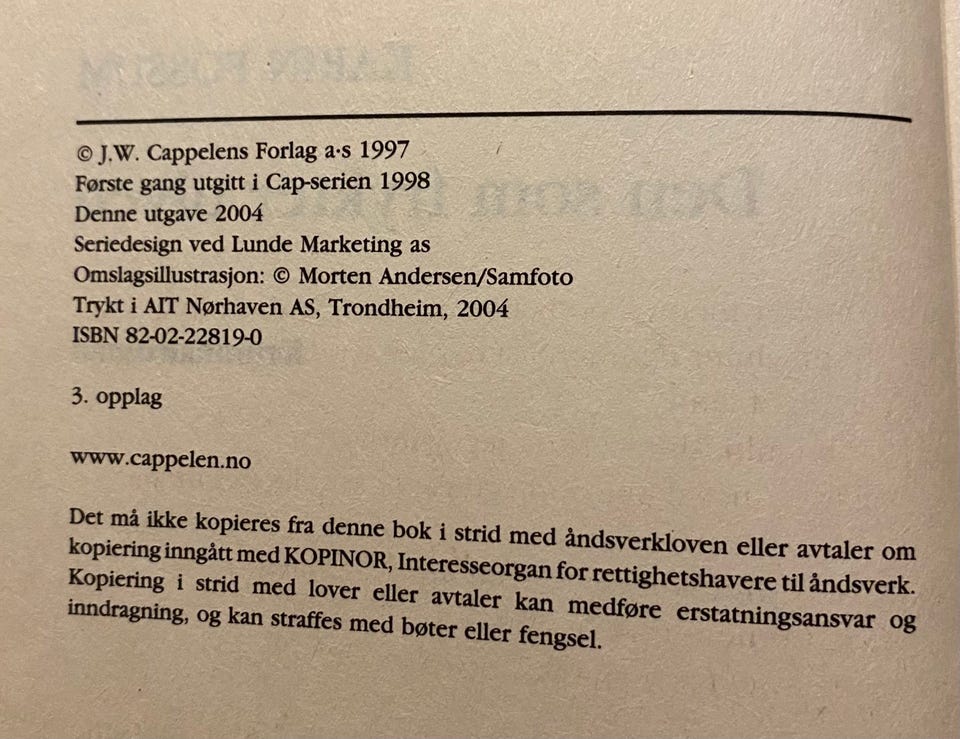 © J.W. Cappelens Forlag a·s 1997
Første gang utgitt i Cap-serien 1998
Denne utgave 2004
Seriedesign ved Lunde Marketing as
Omslagsillustrasjon: © Morten Andersen/Samfoto
Trykt i AIT Nørhaven AS, Trondheim, 2004
ISBN 82-02-22819-0
3. opplag
www.cappelen.no
Det må ikke kopieres fra denne bok i strid med åndsverkloven eller avtaler om
kopiering inngått med KOPINOR, Interesseorgan for rettighetshavere til åndsverk.
Kopiering i strid med lover eller avtaler kan medføre erstatningsansvar og
inndragning, og kan straffes med bøter eller fengsel.